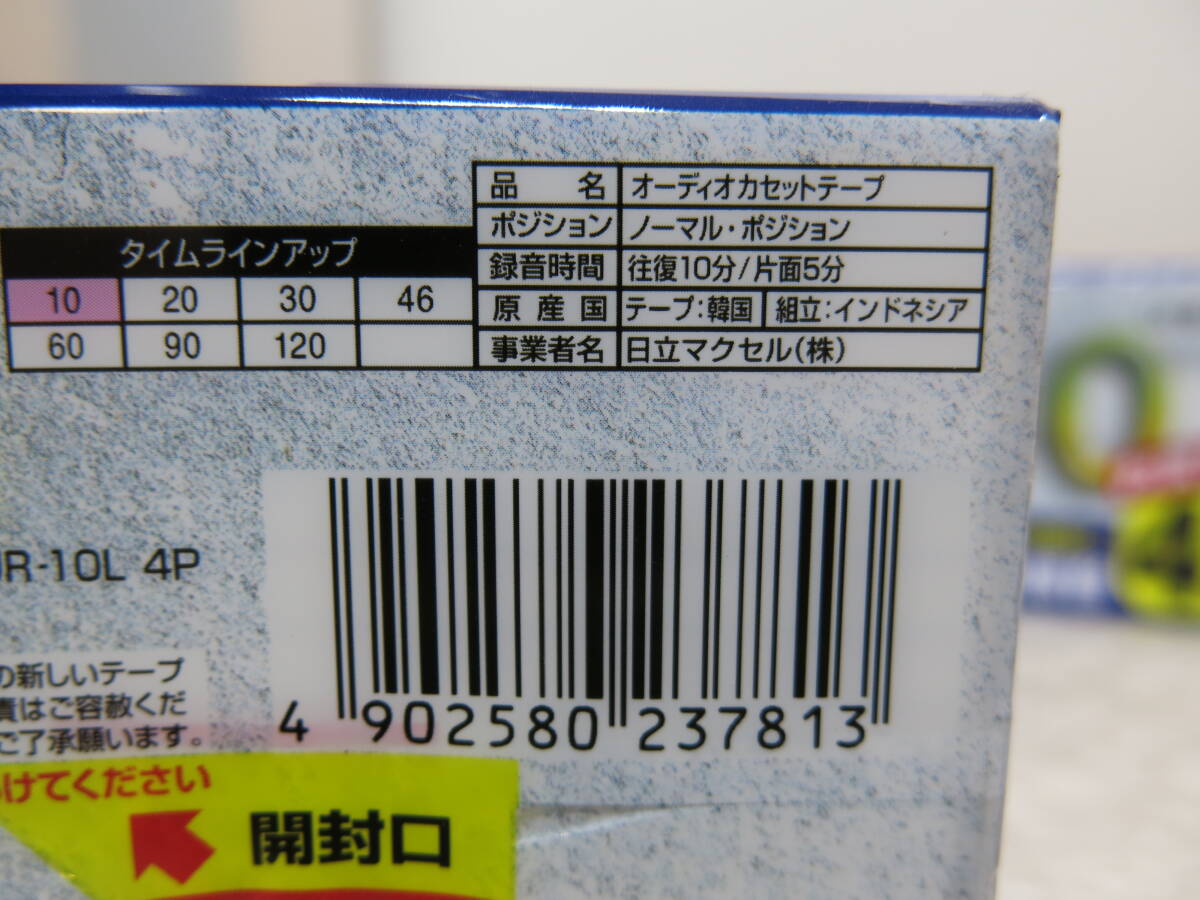 品 名 オーディオカセットテープ
ポジション ノーマル・ポジション
録音時間 往復10分/片面5分
原産国 テープ:韓国 組立:インドネシア
事業者名 日立マクセル(株)
タイムラインアップ
10 20 30 46
60 90 120
UR-10L 4P
の新しいテープ
責はご容赦くだ
ご了承願います。
4 902580 237813
けてください
開封口
0
4